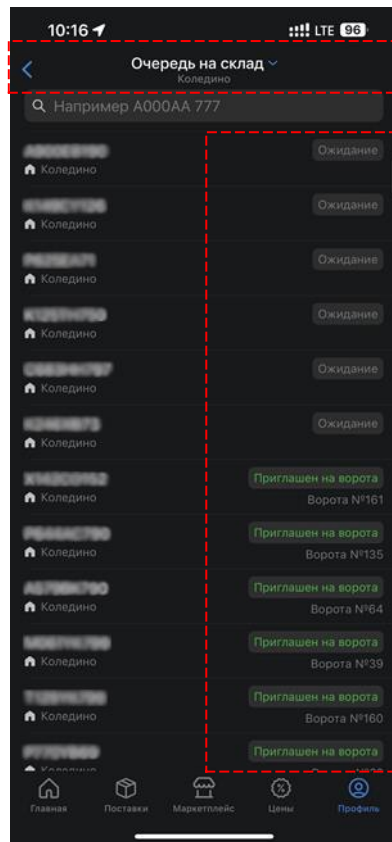 10:16 LTE 96
Очередь на склад
Коледино
Например А000АА 777
Ожидание
Коледино
Ожидание
Коледино
Ожидание
Коледино
Ожидание
Коледино
Ожидание
Коледино
Ожидание
Коледино
Приглашен на ворота
Коледино Ворота №161
Приглашен на ворота
Коледино Ворота №135
Приглашен на ворота
Коледино Ворота №64
Приглашен на ворота
Коледино Ворота №39
Приглашен на ворота
Коледино Ворота №160
Приглашен на ворота
Главная Поставки Маркетплейс Цены Профиль